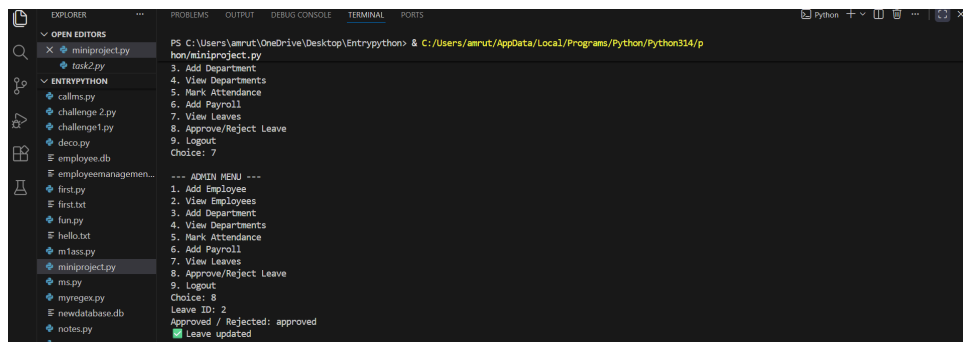 EXPLORER ··· PROBLEMS OUTPUT DEBUG CONSOLE TERMINAL PORTS Python
OPEN EDITORS
miniproject.py
task2.py
ENTRYPYTHON
callms.py
challenge 2.py
challenge1.py
deco.py
employee.db
employeemanagemen...
first.py
first.txt
fun.py
hello.txt
m1ass.py
miniproject.py
ms.py
myregex.py
newdatabase.db
notes.py
PS C:\Users\amrut\OneDrive\Desktop\Entrypython> & C:/Users/amrut/AppData/Local/Programs/Python/Python314/p
hon/miniproject.py
3. Add Department
4. View Departments
5. Mark Attendance
6. Add Payroll
7. View Leaves
8. Approve/Reject Leave
9. Logout
Choice: 7
--- ADMIN MENU ---
1. Add Employee
2. View Employees
3. Add Department
4. View Departments
5. Mark Attendance
6. Add Payroll
7. View Leaves
8. Approve/Reject Leave
9. Logout
Choice: 8
Leave ID: 2
Approved / Rejected: approved
✅ Leave updated